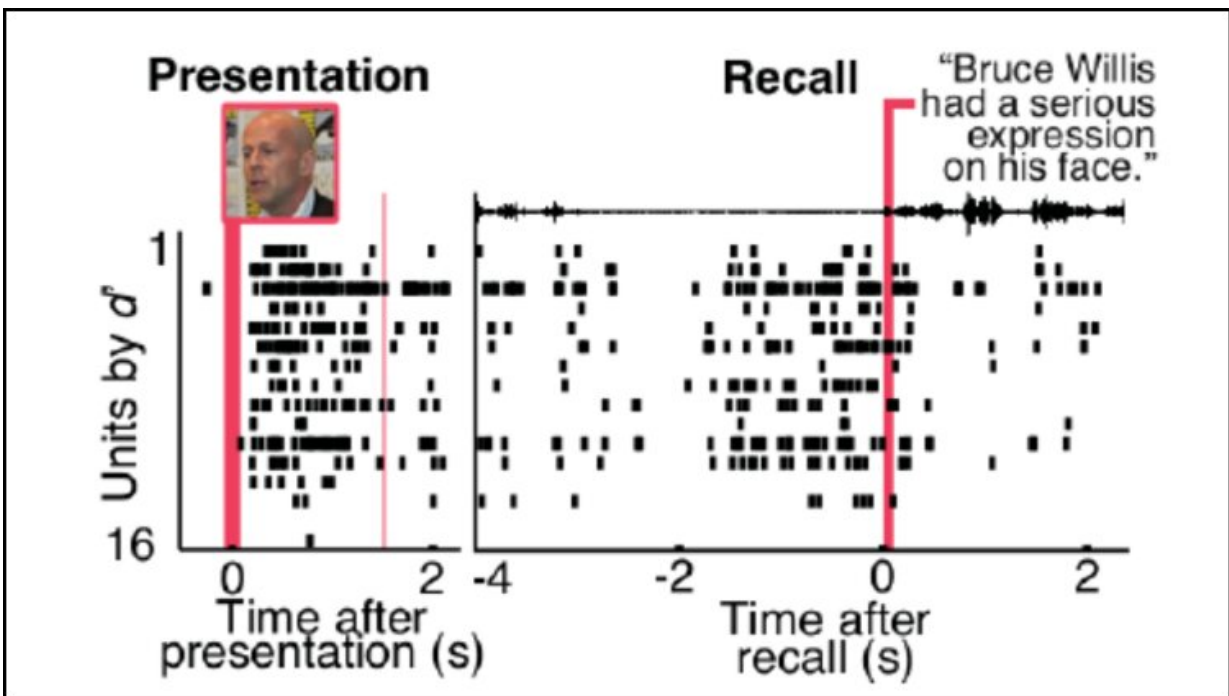 Presentation
Recall
“Bruce Willis
had a serious
expression
on his face.”
1
Units by d'
16
0
2
-4
-2
0
2
Time after
presentation (s)
Time after
recall (s)